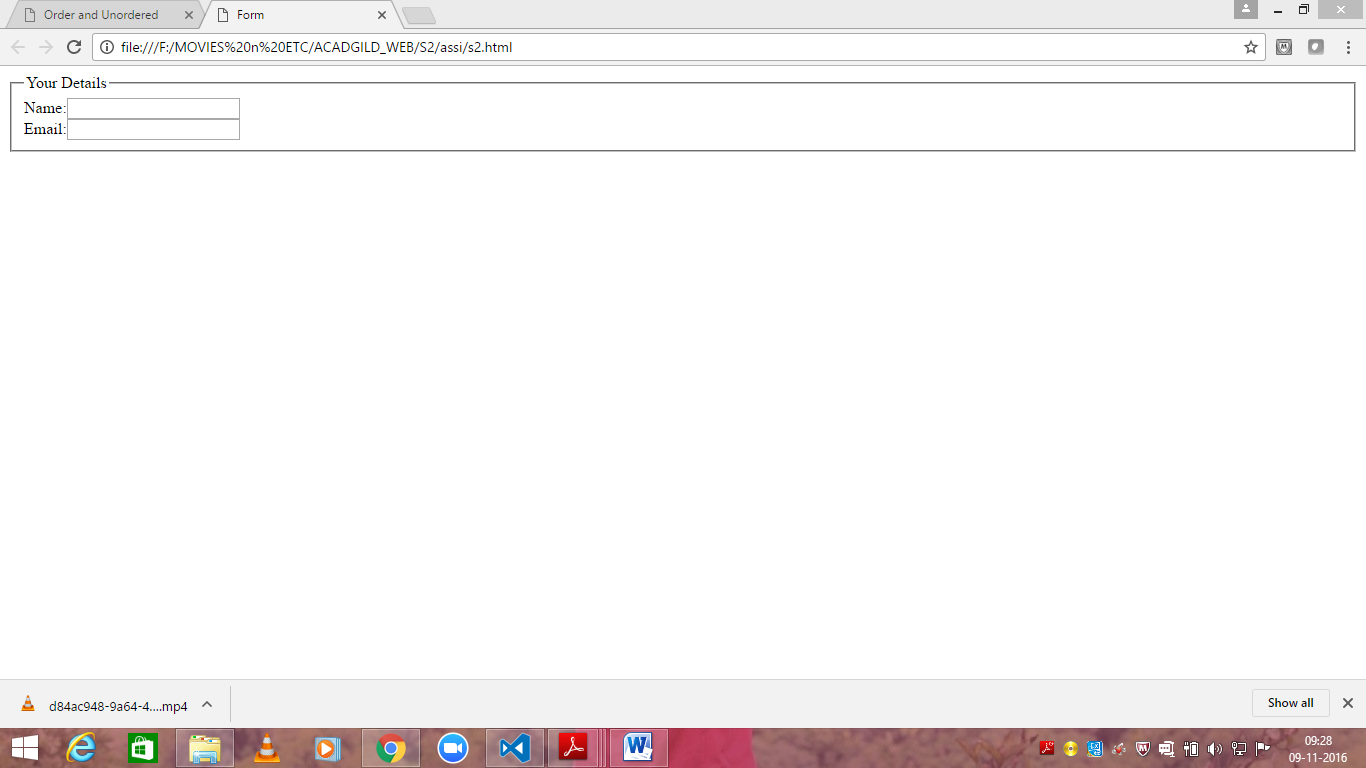 Order and Unordered
Form
file:///F:/MOVIES%20n%20ETC/ACADGILD_WEB/S2/assi/s2.html
Your Details
Name:
Email:
d84ac948-9a64-4....mp4
Show all
09:28
09-11-2016